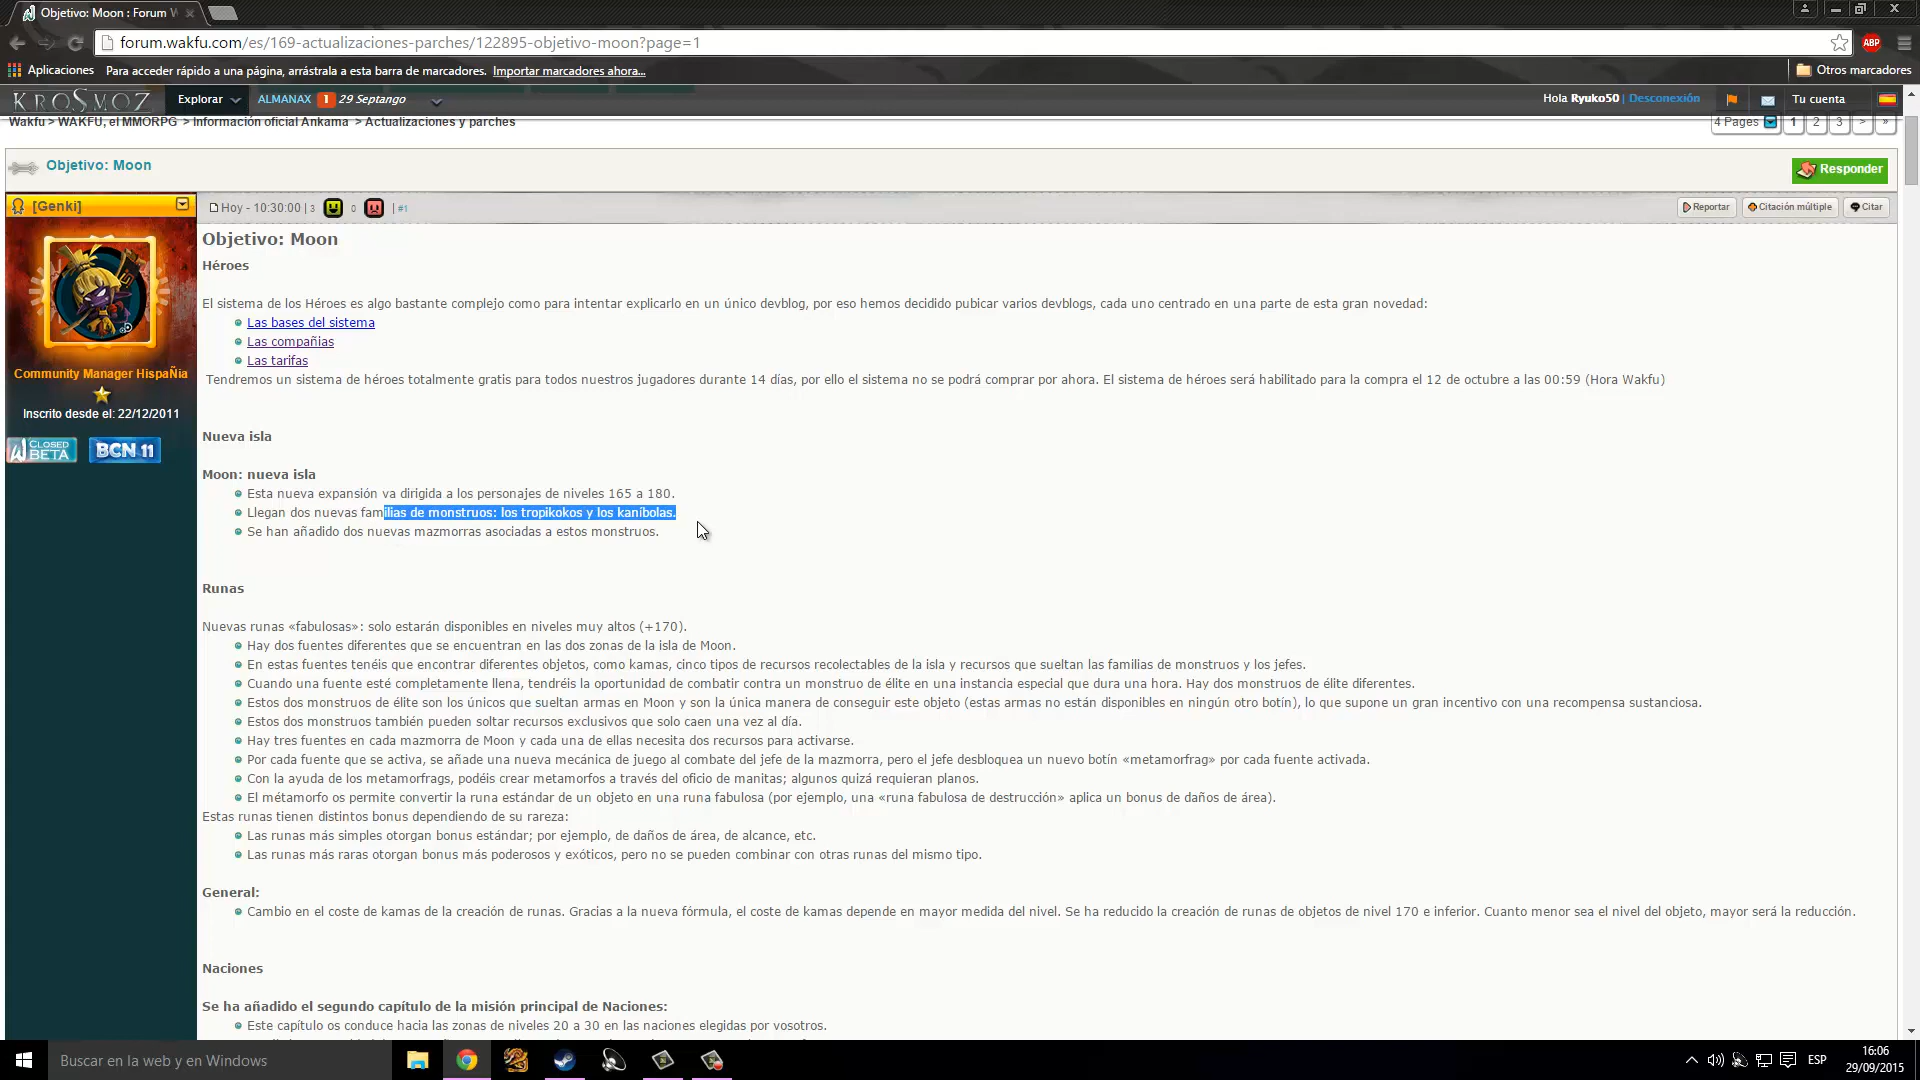 Objetivo: Moon : Forum W
forum.wakfu.com/es/169-actualizaciones-parches/122895-objetivo-moon?page=1
ABP
Aplicaciones Para acceder rápido a una página, arrástrala a esta barra de marcadores. Importar marcadores ahora... Otros marcadores
KROSMOZ Explorar ALMANAX 1 29 Septango Hola Ryuko50 | Desconexión Tu cuenta
Wakfu > WAKFU, el MMORPG > Información oficial Ankama > Actualizaciones y parches 4 Pages 1 2 3 > »
Objetivo: Moon Responder
[Genki] Hoy - 10:30:00 | 3 0 | #1 Reportar Citación múltiple Citar
Community Manager HispaÑia
Inscrito desde el: 22/12/2011
CLOSED BETA BCN 11
Objetivo: Moon
Héroes
El sistema de los Héroes es algo bastante complejo como para intentar explicarlo en un único devblog, por eso hemos decidido pubicar varios devblogs, cada uno centrado en una parte de esta gran novedad:
Las bases del sistema
Las compañias
Las tarifas
Tendremos un sistema de héroes totalmente gratis para todos nuestros jugadores durante 14 días, por ello el sistema no se podrá comprar por ahora. El sistema de héroes será habilitado para la compra el 12 de octubre a las 00:59 (Hora Wakfu)
Nueva isla
Moon: nueva isla
Esta nueva expansión va dirigida a los personajes de niveles 165 a 180.
Llegan dos nuevas familias de monstruos: los tropikokos y los kaníbolas.
Se han añadido dos nuevas mazmorras asociadas a estos monstruos.
Runas
Nuevas runas «fabulosas»: solo estarán disponibles en niveles muy altos (+170).
Hay dos fuentes diferentes que se encuentran en las dos zonas de la isla de Moon.
En estas fuentes tenéis que encontrar diferentes objetos, como kamas, cinco tipos de recursos recolectables de la isla y recursos que sueltan las familias de monstruos y los jefes.
Cuando una fuente esté completamente llena, tendréis la oportunidad de combatir contra un monstruo de élite en una instancia especial que dura una hora. Hay dos monstruos de élite diferentes.
Estos dos monstruos de élite son los únicos que sueltan armas en Moon y son la única manera de conseguir este objeto (estas armas no están disponibles en ningún otro botín), lo que supone un gran incentivo con una recompensa sustanciosa.
Estos dos monstruos también pueden soltar recursos exclusivos que solo caen una vez al día.
Hay tres fuentes en cada mazmorra de Moon y cada una de ellas necesita dos recursos para activarse.
Por cada fuente que se activa, se añade una nueva mecánica de juego al combate del jefe de la mazmorra, pero el jefe desbloquea un nuevo botín «metamorfrag» por cada fuente activada.
Con la ayuda de los metamorfrags, podéis crear metamorfos a través del oficio de manitas; algunos quizá requieran planos.
El métamorfo os permite convertir la runa estándar de un objeto en una runa fabulosa (por ejemplo, una «runa fabulosa de destrucción» aplica un bonus de daños de área).
Estas runas tienen distintos bonus dependiendo de su rareza:
Las runas más simples otorgan bonus estándar; por ejemplo, de daños de área, de alcance, etc.
Las runas más raras otorgan bonus más poderosos y exóticos, pero no se pueden combinar con otras runas del mismo tipo.
General:
Cambio en el coste de kamas de la creación de runas. Gracias a la nueva fórmula, el coste de kamas depende en mayor medida del nivel. Se ha reducido la creación de runas de objetos de nivel 170 e inferior. Cuanto menor sea el nivel del objeto, mayor será la reducción.
Naciones
Se ha añadido el segundo capítulo de la misión principal de Naciones:
Este capítulo os conduce hacia las zonas de niveles 20 a 30 en las naciones elegidas por vosotros.
Buscar en la web y en Windows ESP 16:06
29/09/2015